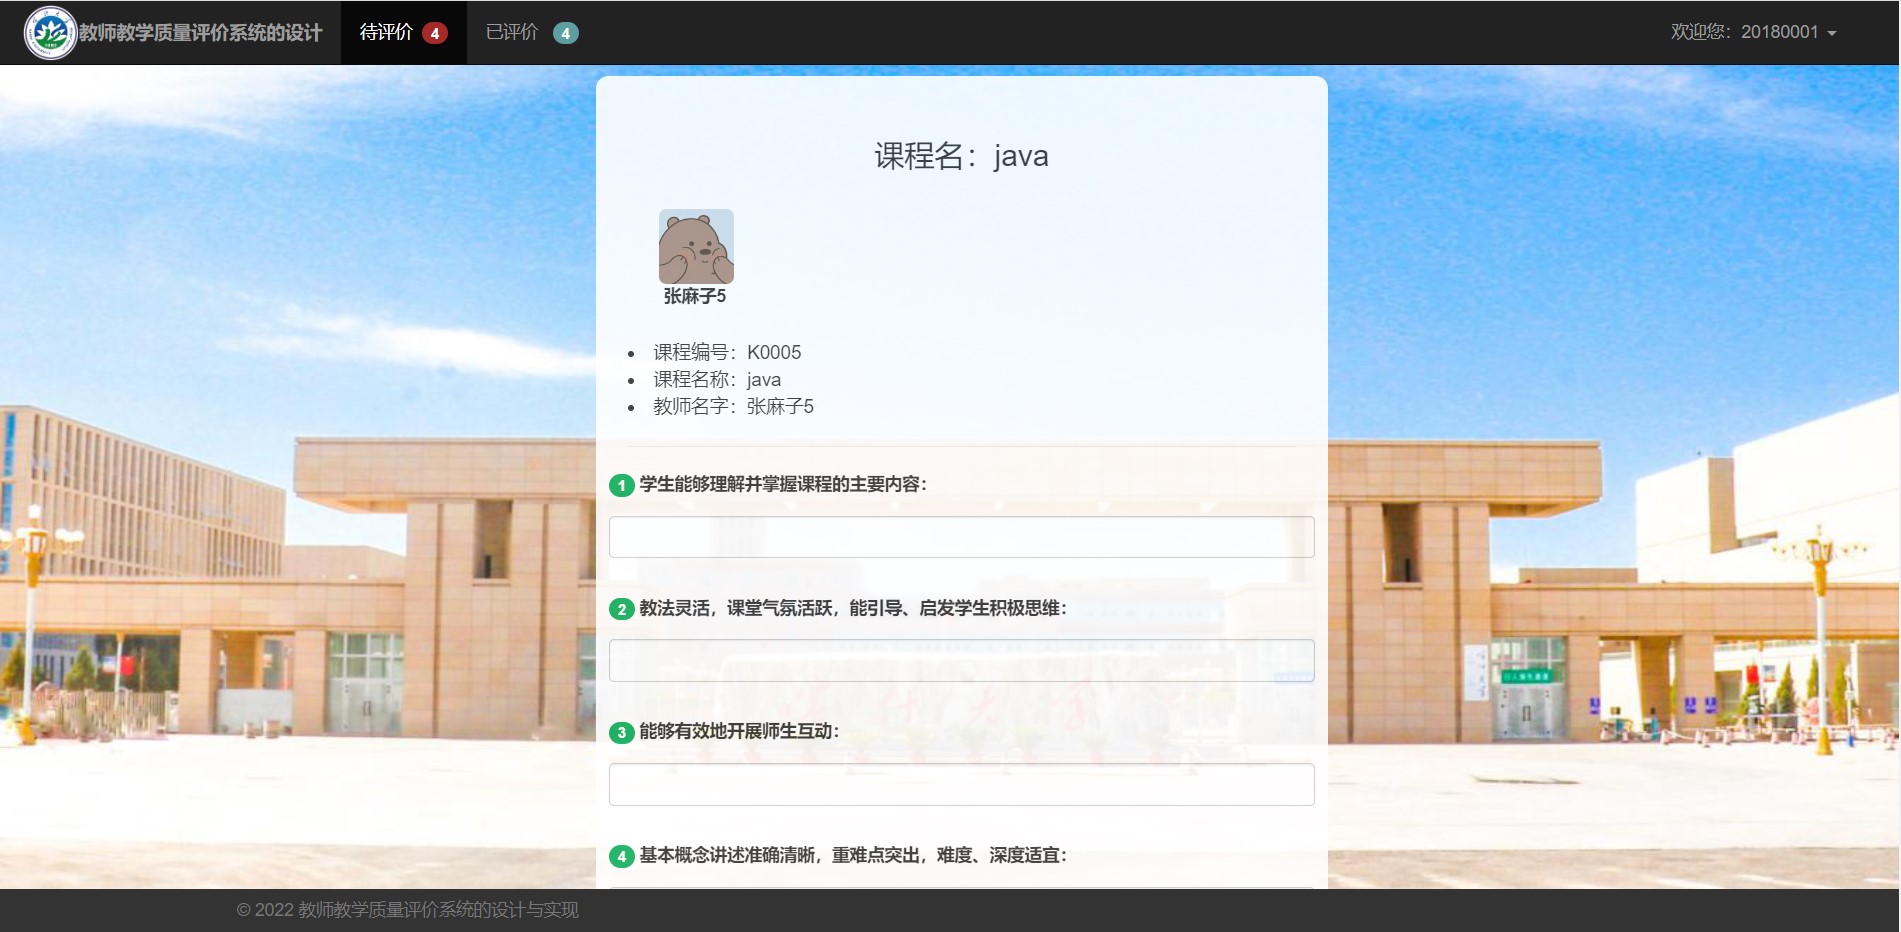 教师教学质量评价系统的设计
待评价 4
已评价 4
欢迎您：20180001
课程名：java
张麻子5
课程编号：K0005
课程名称：java
教师名字：张麻子5
1 学生能够理解并掌握课程的主要内容：
2 教法灵活，课堂气氛活跃，能引导、启发学生积极思维：
3 能够有效地开展师生互动：
4 基本概念讲述准确清晰，重难点突出，难度、深度适宜：
© 2022 教师教学质量评价系统的设计与实现